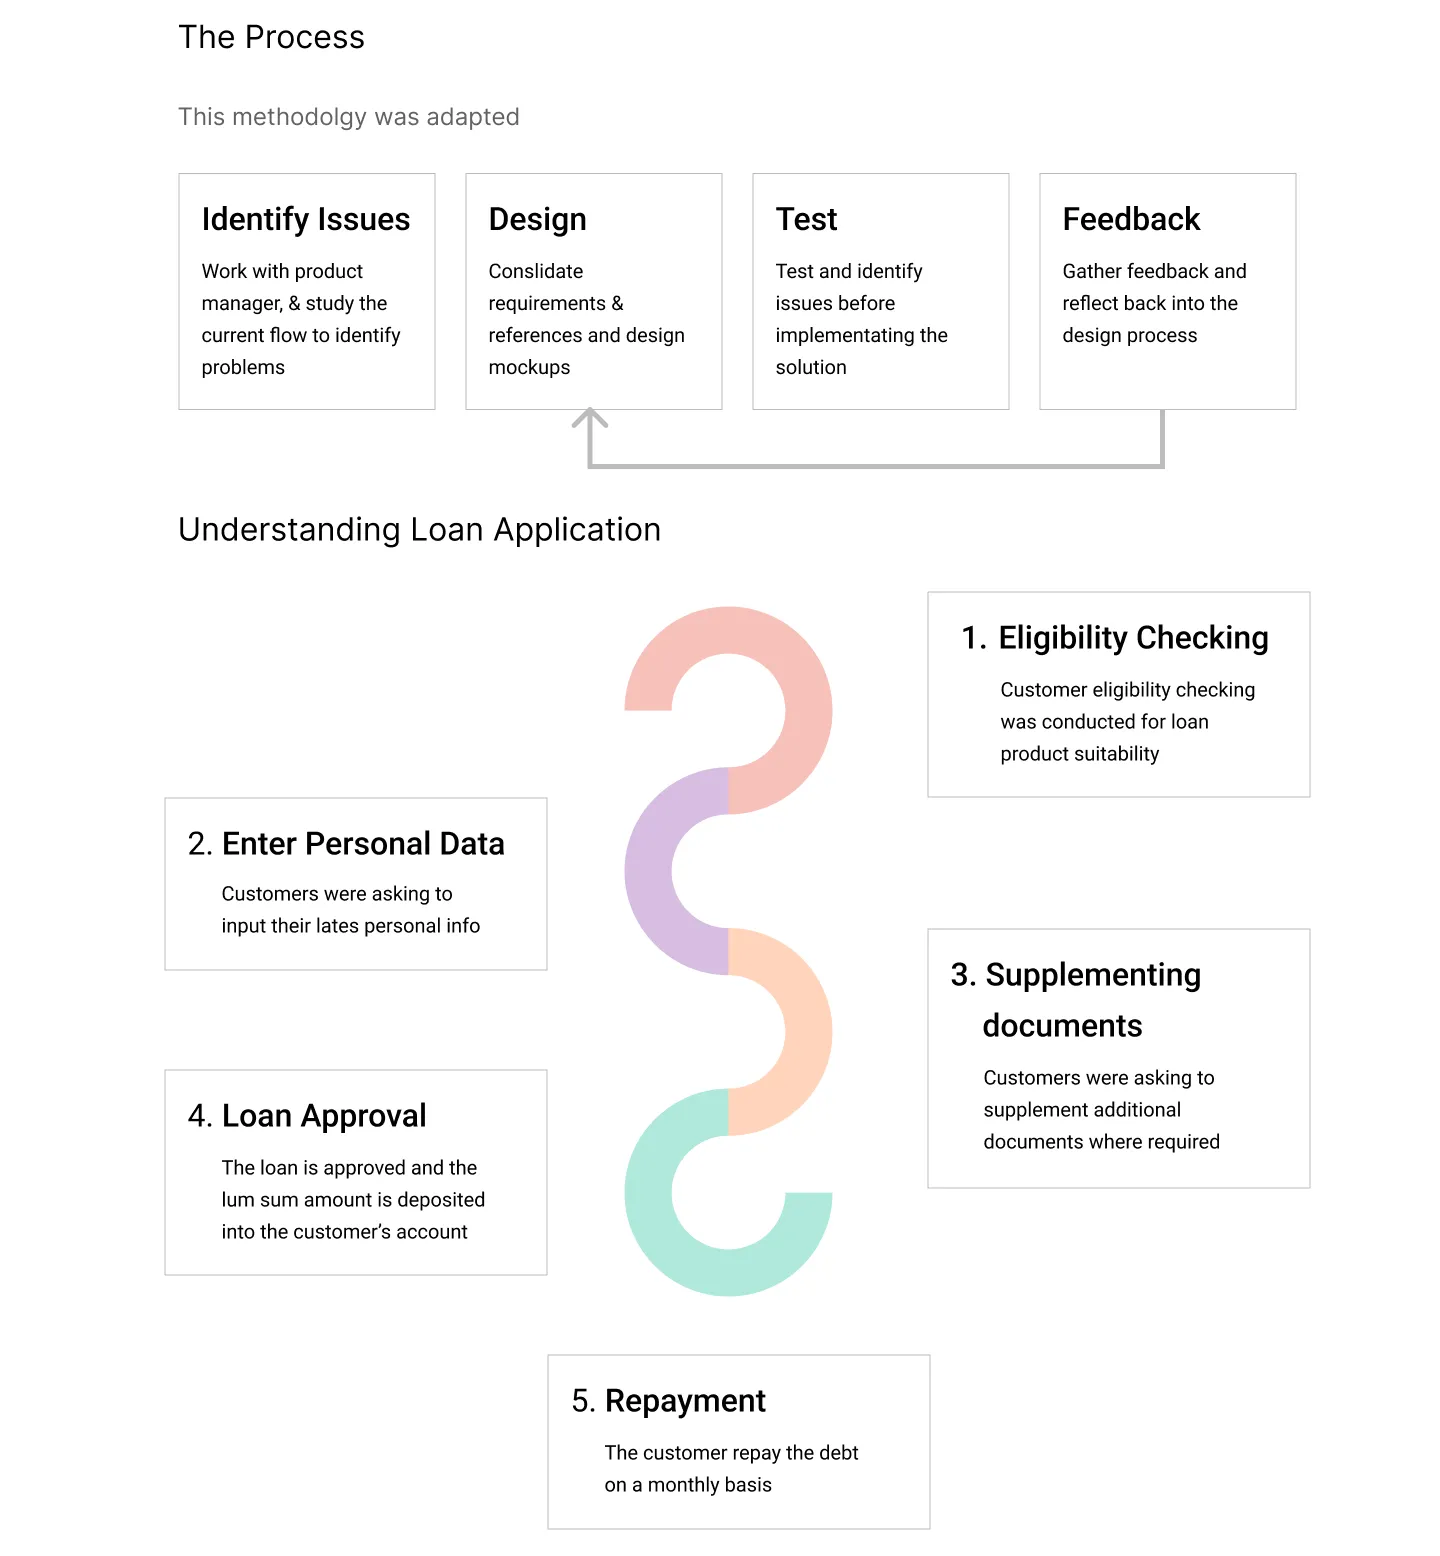 The Process
This methodolgy was adapted
Identify Issues
Work with product
manager, & study the
current flow to identify
problems
Design
Conslidate
requirements &
references and design
mockups
Test
Test and identify
issues before
implementating the
solution
Feedback
Gather feedback and
reflect back into the
design process
Understanding Loan Application
1. Eligibility Checking
Customer eligibility checking
was conducted for loan
product suitability
2. Enter Personal Data
Customers were asking to
input their lates personal info
3. Supplementing
documents
Customers were asking to
supplement additional
documents where required
4. Loan Approval
The loan is approved and the
lum sum amount is deposited
into the customer’s account
5. Repayment
The customer repay the debt
on a monthly basis